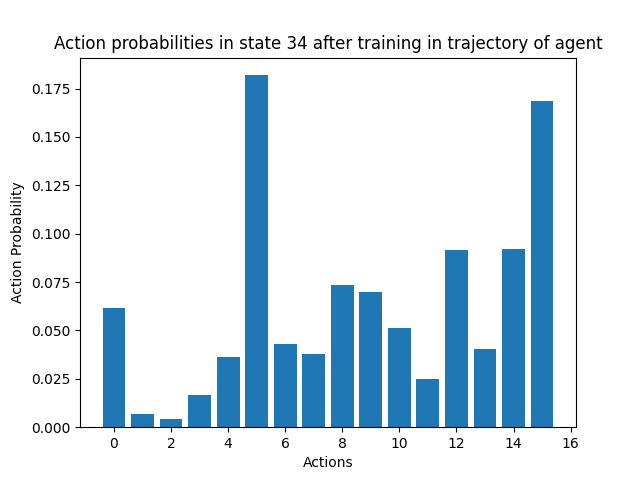 Action probabilities in state 34 after training in trajectory of agent
0.175
0.150
0.125
0.100
0.075
0.050
0.025
0.000
Action Probability
0 2 4 6 8 10 12 14 16
Actions